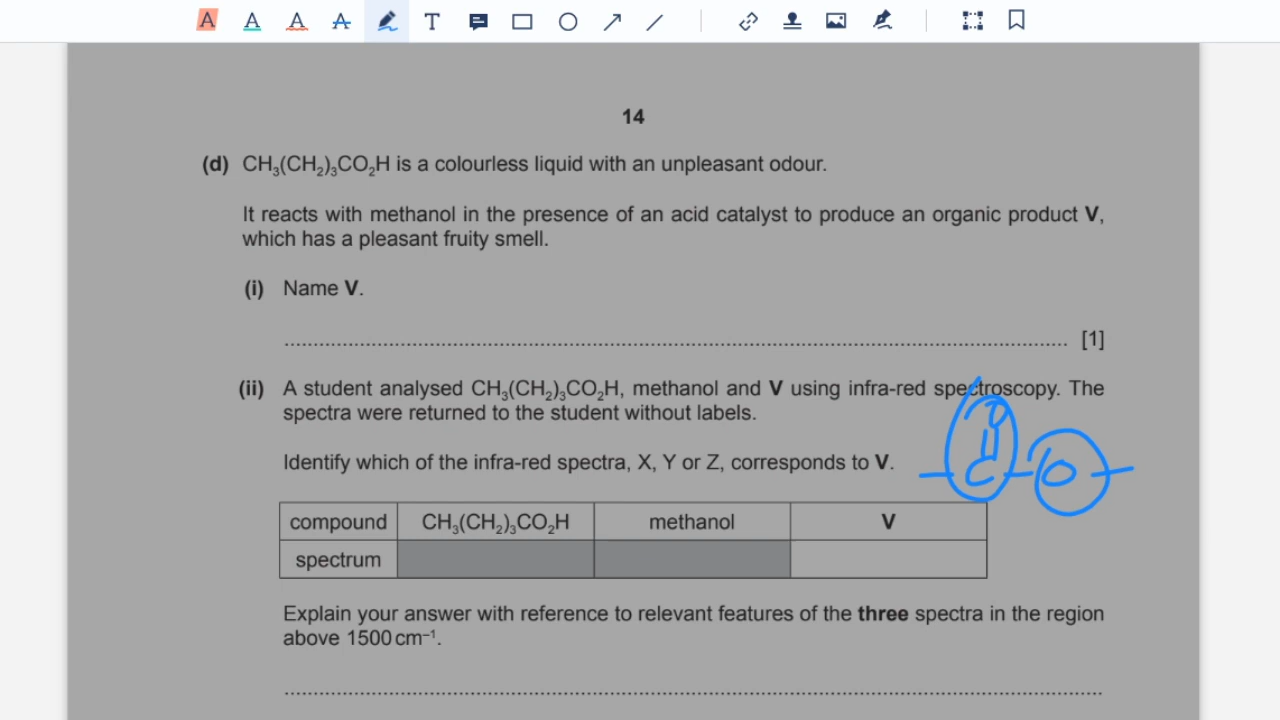 A A A A T
14
(d) CH₃(CH₂)₃CO₂H is a colourless liquid with an unpleasant odour.
It reacts with methanol in the presence of an acid catalyst to produce an organic product V,
which has a pleasant fruity smell.
(i) Name V.
[1]
(ii) A student analysed CH₃(CH₂)₃CO₂H, methanol and V using infra-red spectroscopy. The
spectra were returned to the student without labels.
Identify which of the infra-red spectra, X, Y or Z, corresponds to V.
O
C O
compound CH₃(CH₂)₃CO₂H methanol V
spectrum
Explain your answer with reference to relevant features of the three spectra in the region
above 1500 cm⁻¹.